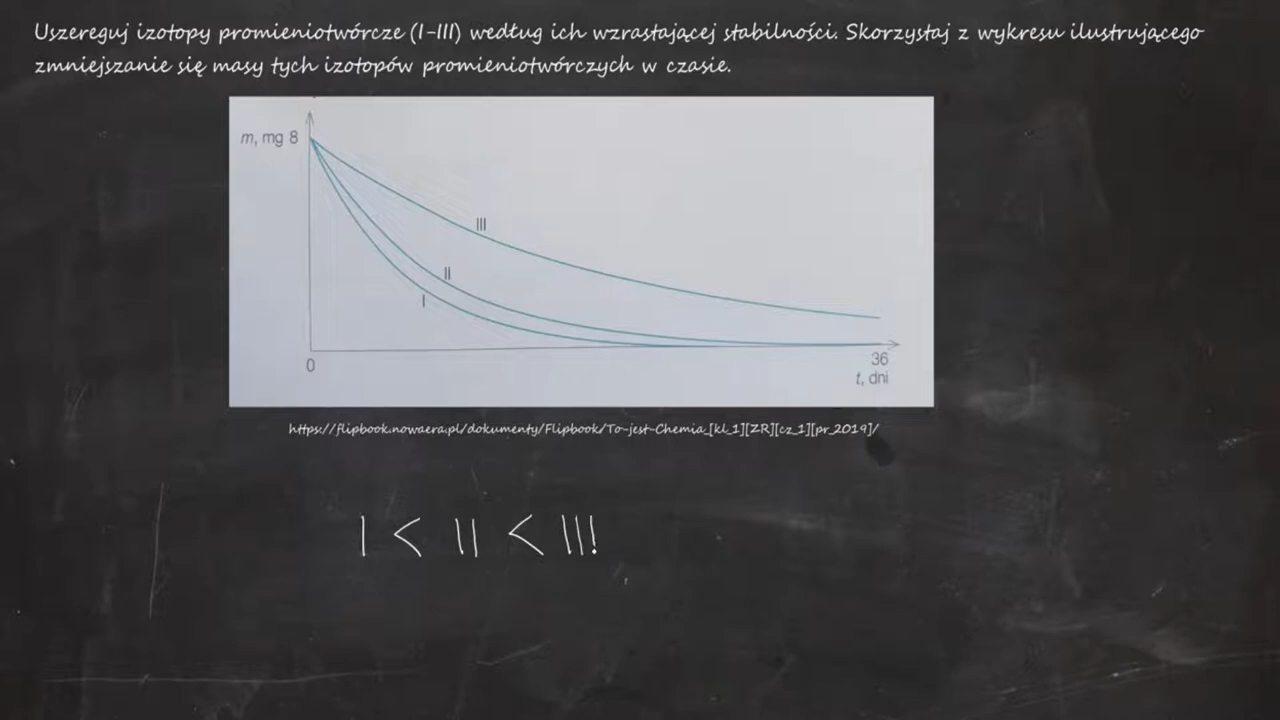 Uszereguj izotopy promieniotwórcze (I-III) według ich wzrastającej stabilności. Skorzystaj z wykresu ilustrującego
zmniejszanie się masy tych izotopów promieniotwórczych w czasie.
m, mg 8
III
II
I
0
36
t, dni
https://flipbook.nowaera.pl/dokumenty/Flipbook/To-jest-Chemia_[kl_1][ZR][cz_1][pr_2019]/
I < II < III